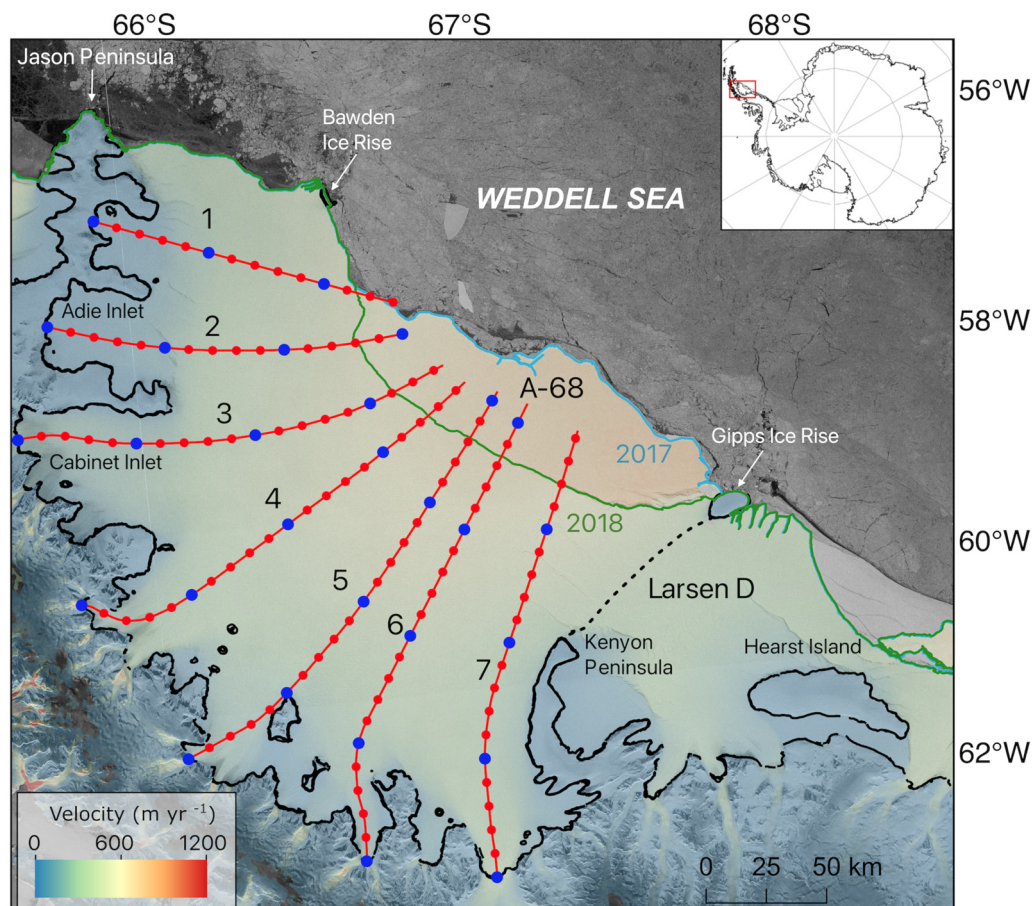 66°S 67°S 68°S
Jason Peninsula
56°W
Bawden
Ice Rise
WEDDELL SEA
1
Adie Inlet
2
58°W
A-68
3
Cabinet Inlet
2017
Gipps Ice Rise
4
2018
60°W
5
Larsen D
6
Kenyon
Peninsula
Hearst Island
7
62°W
Velocity (m yr -1)
0 600 1200
0 25 50 km